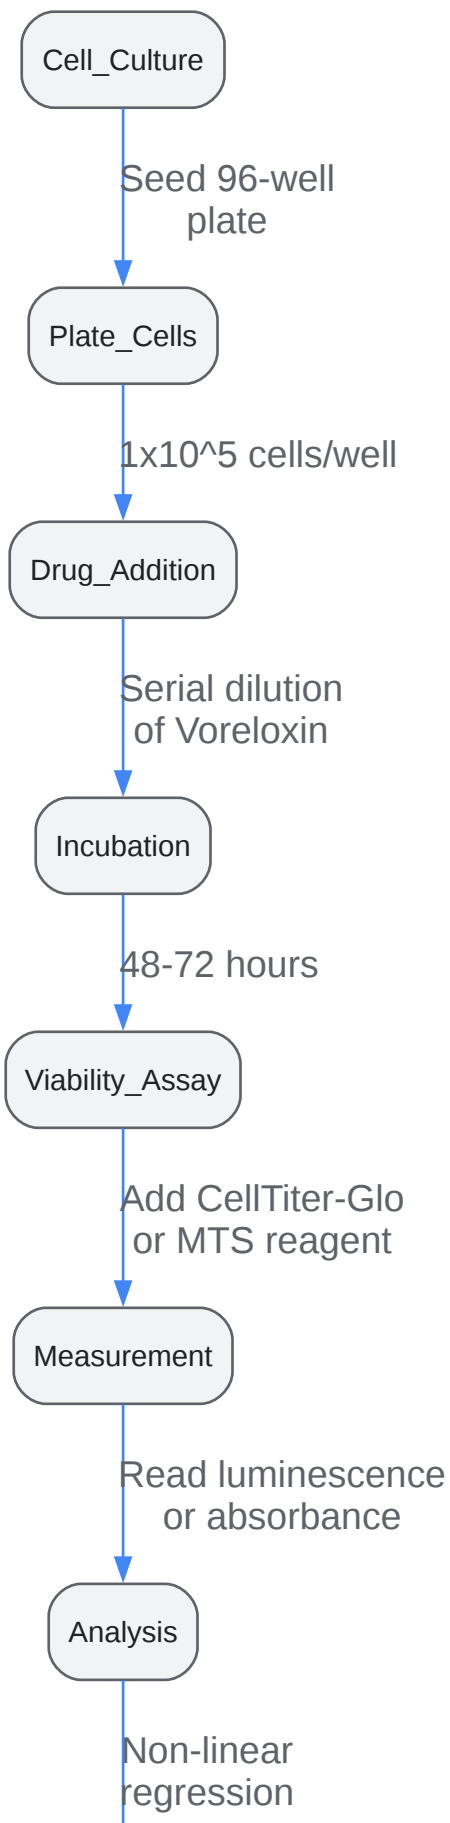 Cell_Culture
Seed 96-well
plate
Plate_Cells
1x10^5 cells/well
Drug_Addition
Serial dilution
of Voreloxin
Incubation
48-72 hours
Viability_Assay
Add CellTiter-Glo
or MTS reagent
Measurement
Read luminescence
or absorbance
Analysis
Non-linear
regression